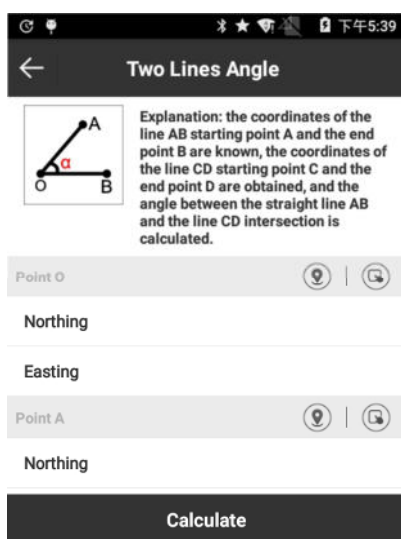 下午5:39
Two Lines Angle
A
α
O B
Explanation: the coordinates of the
line AB starting point A and the end
point B are known, the coordinates of
the line CD starting point C and the
end point D are obtained, and the
angle between the straight line AB
and the line CD intersection is
calculated.
Point O
Northing
Easting
Point A
Northing
Calculate